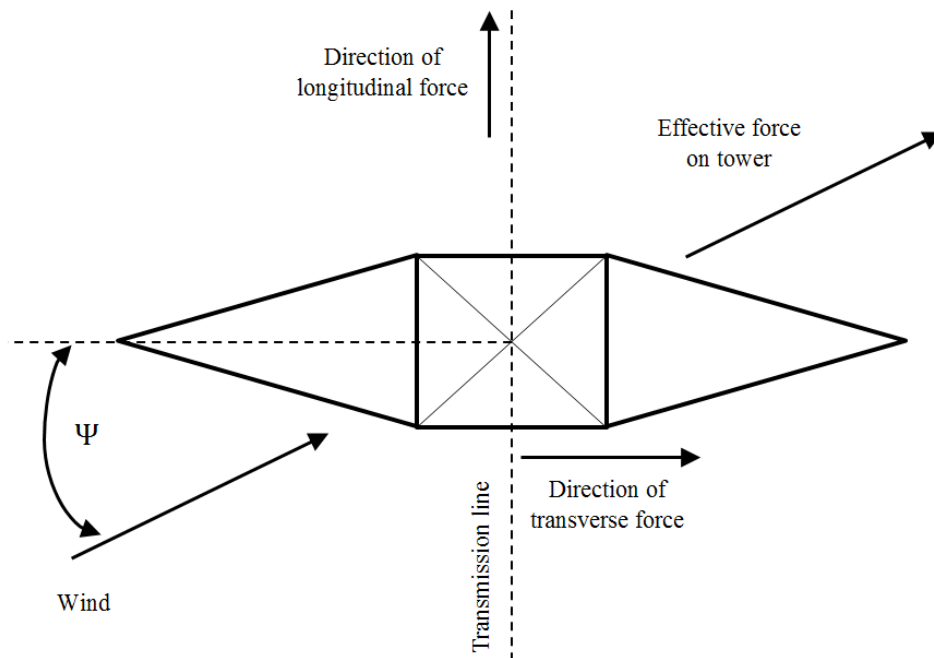 Direction of
longitudinal force
Effective force
on tower
Ψ
Wind
Direction of
transverse force
Transmission line